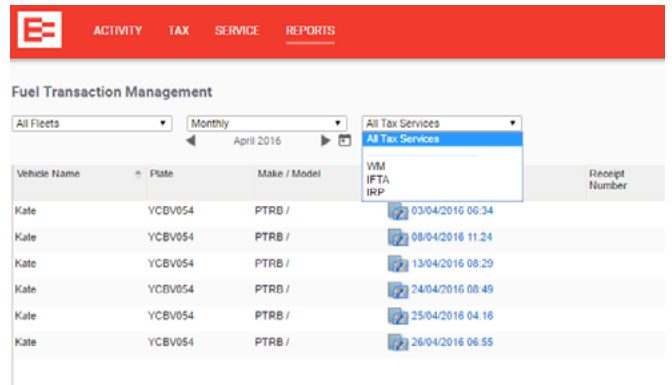 ACTIVITY TAX SERVICE REPORTS
Fuel Transaction Management
All Fleets Monthly All Tax Services
April 2016 All Tax Services
WM
IFTA
IRP
Vehicle Name Plate Make / Model Receipt Number
Kate YCBV054 PTRB / 03/04/2016 06:34
Kate YCBV054 PTRB / 08/04/2016 11:24
Kate YCBV054 PTRB / 13/04/2016 08:29
Kate YCBV054 PTRB / 24/04/2016 08:49
Kate YCBV054 PTRB / 25/04/2016 04:16
Kate YCBV054 PTRB / 26/04/2016 06:55